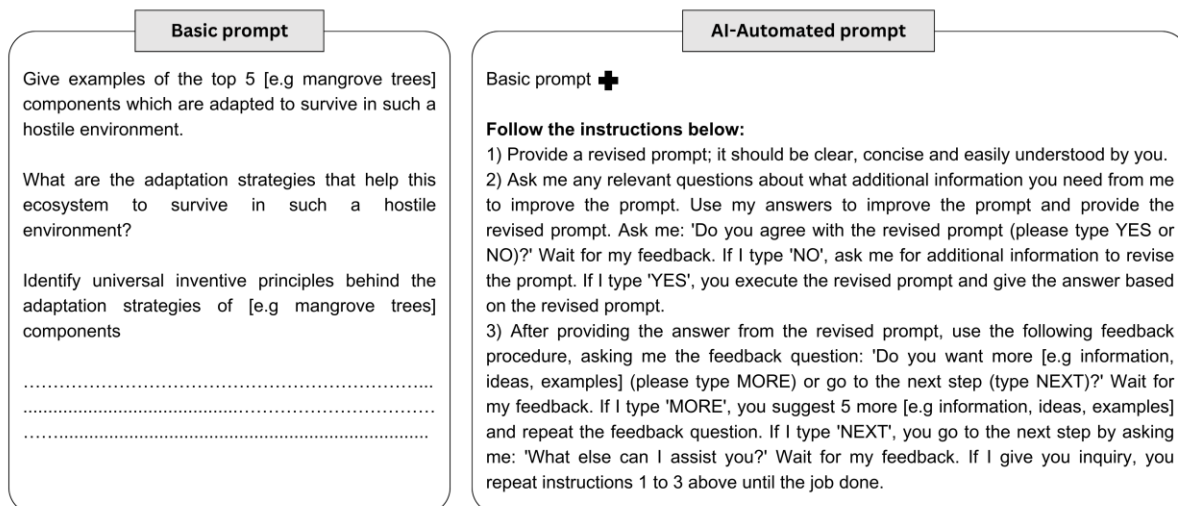 Basic prompt
Give examples of the top 5 [e.g mangrove trees]
components which are adapted to survive in such a
hostile environment.
What are the adaptation strategies that help this
ecosystem to survive in such a hostile
environment?
Identify universal inventive principles behind the
adaptation strategies of [e.g mangrove trees]
components
AI-Automated prompt
Basic prompt ✚
Follow the instructions below:
1) Provide a revised prompt; it should be clear, concise and easily understood by you.
2) Ask me any relevant questions about what additional information you need from me
to improve the prompt. Use my answers to improve the prompt and provide the
revised prompt. Ask me: 'Do you agree with the revised prompt (please type YES or
NO)?' Wait for my feedback. If I type 'NO', ask me for additional information to revise
the prompt. If I type 'YES', you execute the revised prompt and give the answer based
on the revised prompt.
3) After providing the answer from the revised prompt, use the following feedback
procedure, asking me the feedback question: 'Do you want more [e.g information,
ideas, examples] (please type MORE) or go to the next step (type NEXT)?' Wait for
my feedback. If I type 'MORE', you suggest 5 more [e.g information, ideas, examples]
and repeat the feedback question. If I type 'NEXT', you go to the next step by asking
me: 'What else can I assist you?' Wait for my feedback. If I give you inquiry, you
repeat instructions 1 to 3 above until the job done.